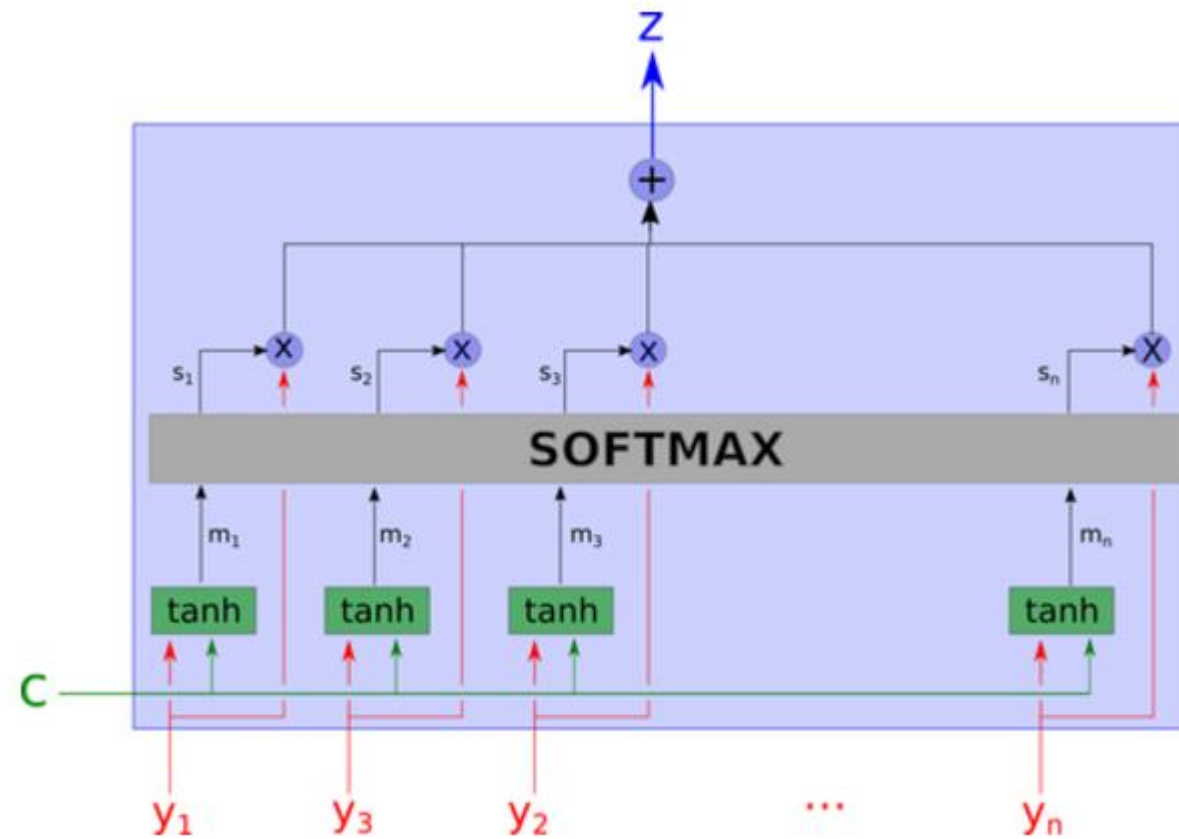 Z
+
x x x x
s₁ s₂ s₃ sₙ
SOFTMAX
m₁ m₂ m₃ mₙ
tanh tanh tanh tanh
C
y₁ y₃ y₂ ... yₙ